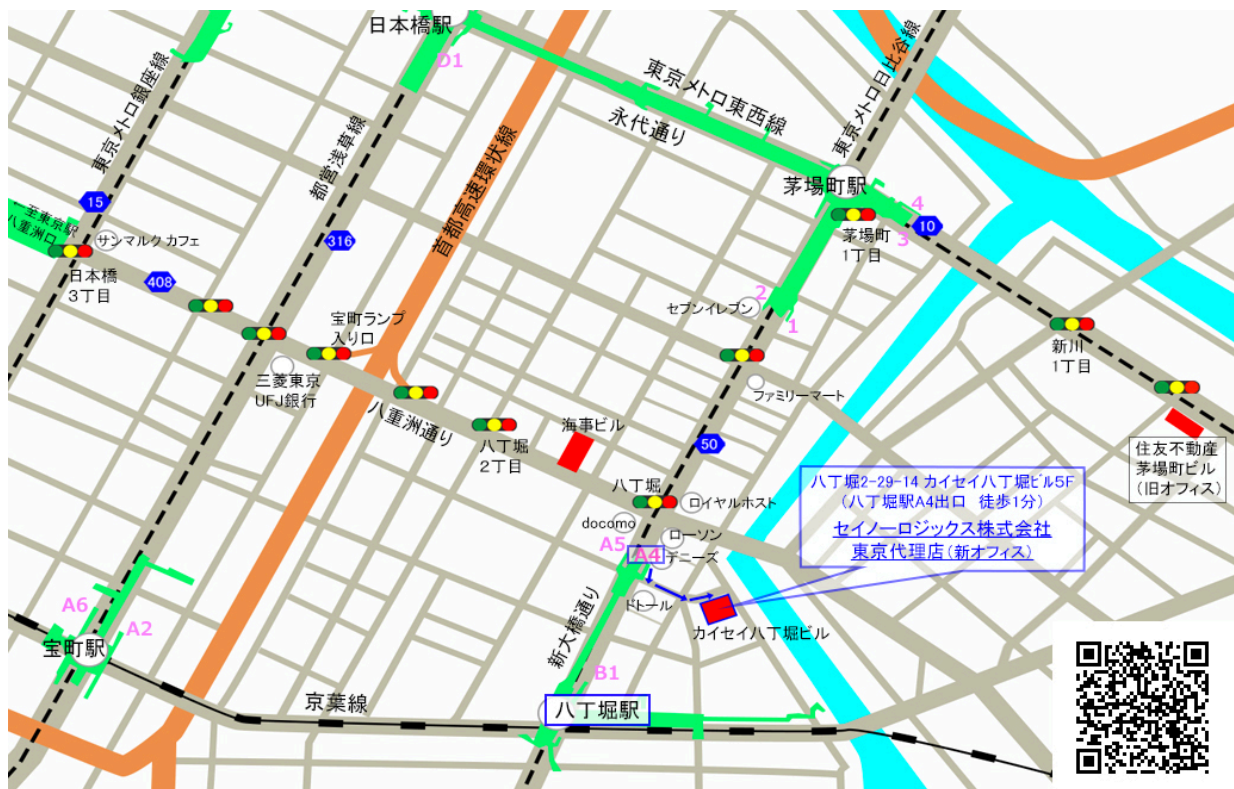 日本橋駅
D1
東京メトロ銀座線
都営浅草線
首都高速環状線
東京メトロ東西線
永代通り
東京メトロ日比谷線
茅場町駅
4
3
10
茅場町
1丁目
15
←至東京駅
八重洲口
サンマルク カフェ
316
日本橋
3丁目
408
宝町ランプ
入り口
セブンイレブン
2
1
新川
1丁目
三菱東京
UFJ銀行
八重洲通り
ファミリーマート
八丁堀
2丁目
海事ビル
50
住友不動産
茅場町ビル
(旧オフィス)
八丁堀2-29-14 カイセイ八丁堀ビル5F
(八丁堀駅A4出口 徒歩1分)
セイノーロジックス株式会社
東京代理店(新オフィス)
八丁堀
ロイヤルホスト
docomo
ローソン
A5
A4
デニーズ
ドトール
カイセイ八丁堀ビル
新大橋通り
A6
A2
宝町駅
B1
京葉線
八丁堀駅